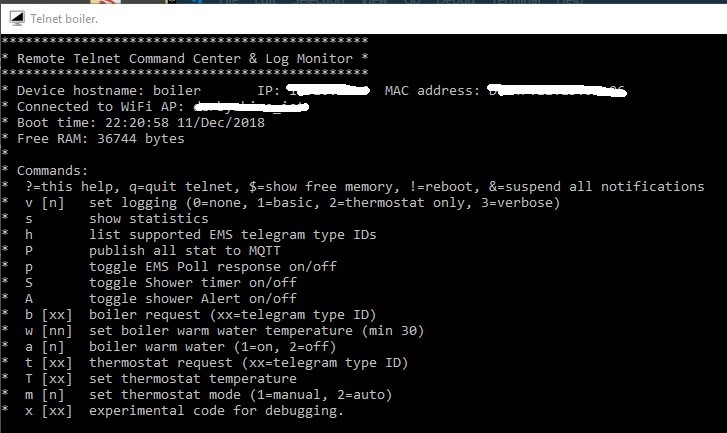 Telnet boiler.
*********************************************
* Remote Telnet Command Center & Log Monitor *
*********************************************
* Device hostname: boiler IP: MAC address:
* Connected to WiFi AP:
* Boot time: 22:20:58 11/Dec/2018
* Free RAM: 36744 bytes
*
* Commands:
* ?=this help, q=quit telnet, $=show free memory, !=reboot, &=suspend all notifications
* v [n] set logging (0=none, 1=basic, 2=thermostat only, 3=verbose)
* s show statistics
* h list supported EMS telegram type IDs
* P publish all stat to MQTT
* p toggle EMS Poll response on/off
* S toggle Shower timer on/off
* A toggle shower Alert on/off
* b [xx] boiler request (xx=telegram type ID)
* w [nn] set boiler warm water temperature (min 30)
* a [n] boiler warm water (1=on, 2=off)
* t [xx] thermostat request (xx=telegram type ID)
* T [xx] set thermostat temperature
* m [n] set thermostat mode (1=manual, 2=auto)
* x [xx] experimental code for debugging.